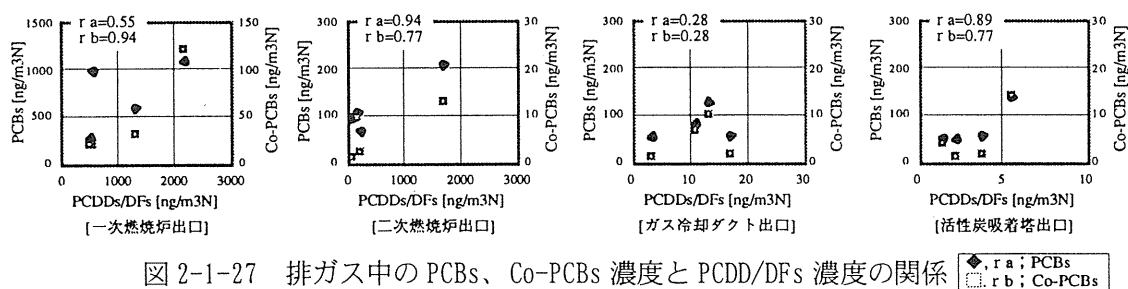 r a=0.55
r b=0.94
1500
1000
500
0
150
100
50
0
PCBs [ng/m3N]
Co-PCBs [ng/m3N]
0 1000 2000 3000
PCDDs/DFs [ng/m3N]
[一次燃焼炉出口]
r a=0.94
r b=0.77
300
200
100
0
30
20
10
0
PCBs [ng/m3N]
Co-PCBs [ng/m3N]
0 1000 2000 3000
PCDDs/DFs [ng/m3N]
[二次燃焼炉出口]
r a=0.28
r b=0.28
300
200
100
0
30
20
10
0
PCBs [ng/m3N]
Co-PCBs [ng/m3N]
0 10 20 30
PCDDs/DFs [ng/m3N]
[ガス冷却ダクト出口]
r a=0.89
r b=0.77
300
200
100
0
30
20
10
0
PCBs [ng/m3N]
Co-PCBs [ng/m3N]
0 5 10
PCDDs/DFs [ng/m3N]
[活性炭吸着塔出口]
図 2-1-27 排ガス中の PCBs、Co-PCBs 濃度と PCDD/DFs 濃度の関係
◆, r a ; PCBs
□, r b ; Co-PCBs